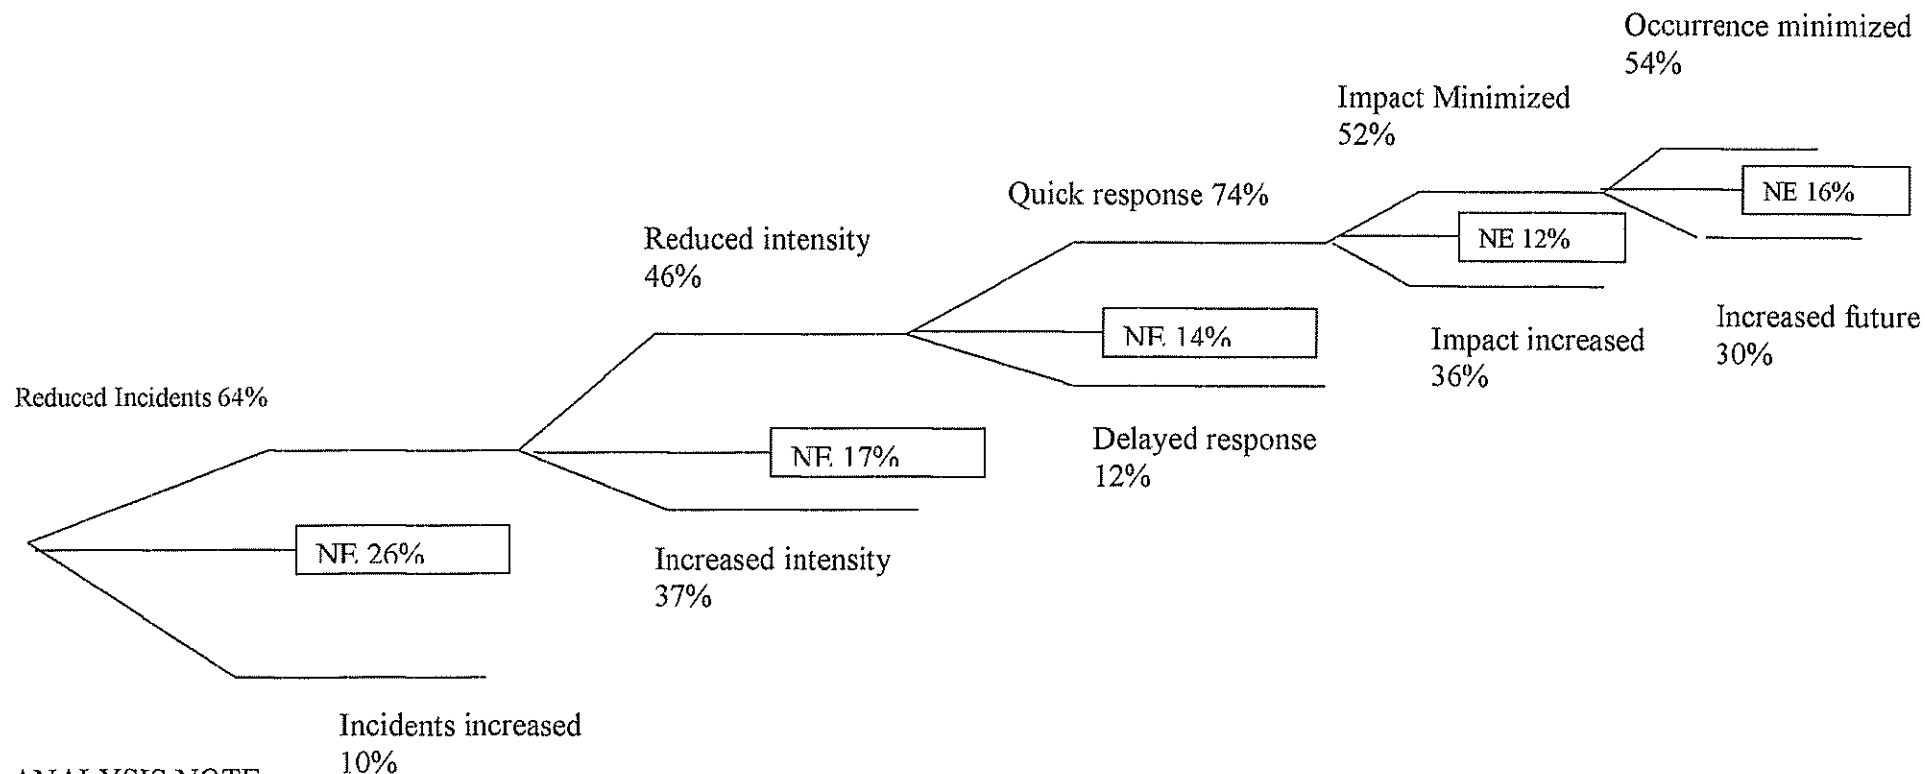 Occurrence minimized
54%
Impact Minimized
52%
Quick response 74%
NE 16%
Reduced intensity
46%
NE 12%
NE 14%
Increased future
30%
Impact increased
36%
Reduced Incidents 64%
Delayed response
12%
NE 17%
NE 26%
Increased intensity
37%
Incidents increased
10%
ANALYSIS NOTE